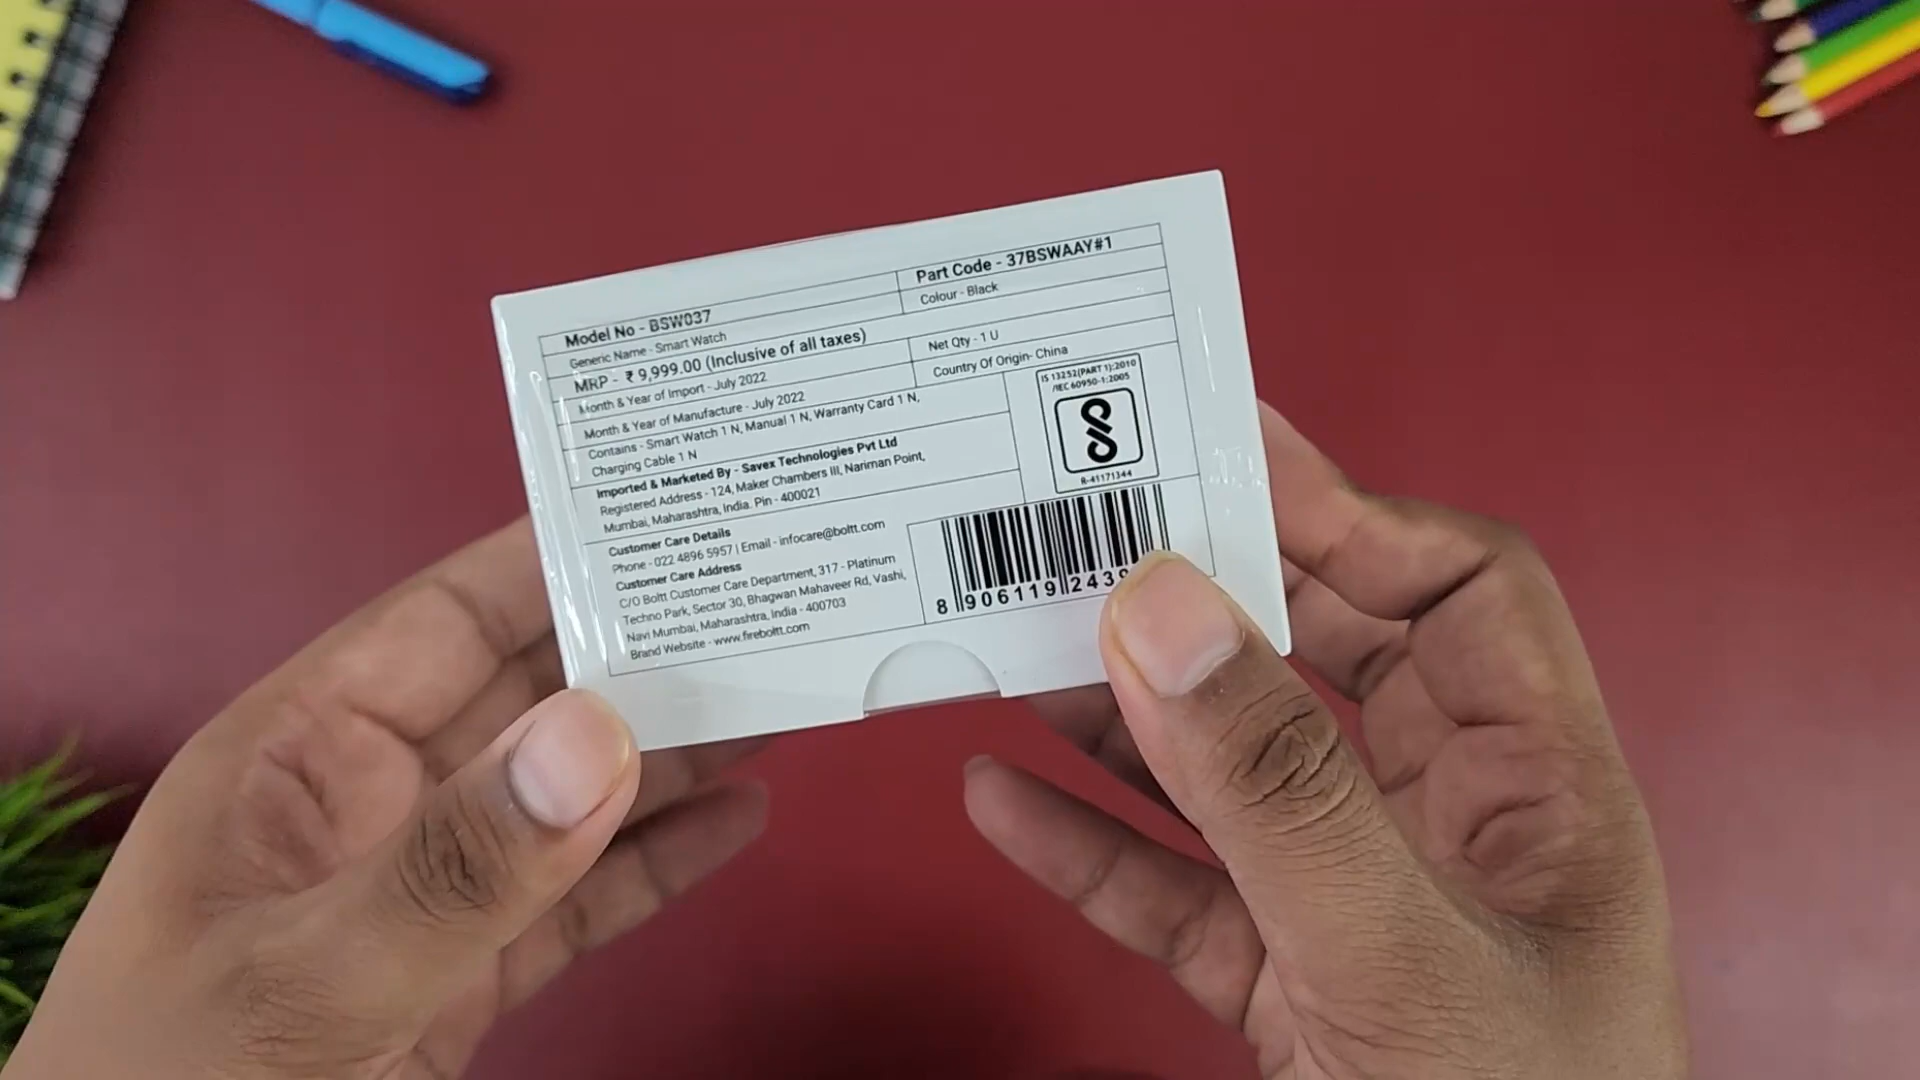 Model No - BSW037
Part Code - 37BSWAAY#1
Generic Name - Smart Watch
Colour - Black
MRP - ₹ 9,999.00 (Inclusive of all taxes)
Month & Year of Import - July 2022
Net Qty - 1 U
Month & Year of Manufacture - July 2022
Country Of Origin- China
Contains - Smart Watch 1 N, Manual 1 N, Warranty Card 1 N,
Charging Cable 1 N
IS 13252(PART 1):2010
/IEC 60950-1:2005
R-41171344
Imported & Marketed By - Savex Technologies Pvt Ltd
Registered Address - 124, Maker Chambers III, Nariman Point,
Mumbai, Maharashtra, India. Pin - 400021
Customer Care Details
Phone - 022 4896 5957 | Email - infocare@boltt.com
Customer Care Address
C/O Boltt Customer Care Department, 317 - Platinum
Techno Park, Sector 30, Bhagwan Mahaveer Rd, Vashi,
Navi Mumbai, Maharashtra, India - 400703
Brand Website - www.fireboltt.com
8 906119 243